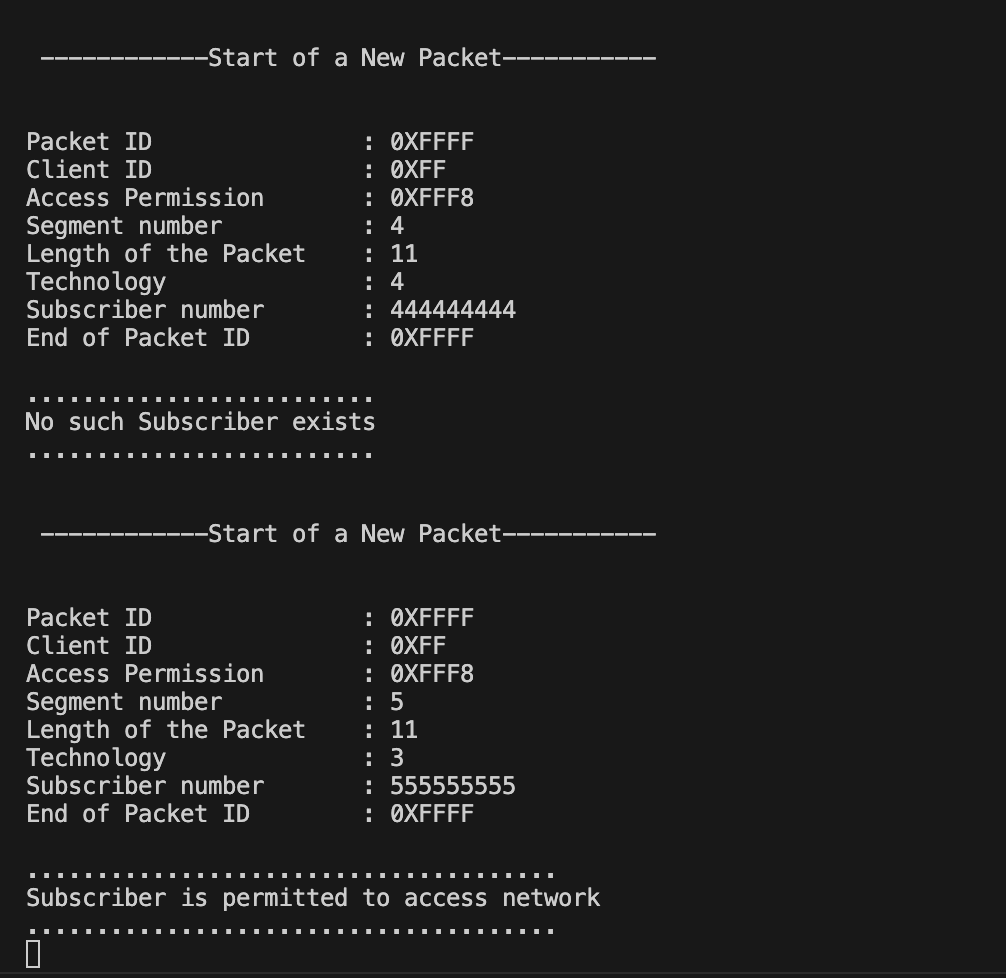 ------------Start of a New Packet-----------
Packet ID : 0XFFFF
Client ID : 0XFF
Access Permission : 0XFFF8
Segment number : 4
Length of the Packet : 11
Technology : 4
Subscriber number : 444444444
End of Packet ID : 0XFFFF
.........................
No such Subscriber exists
.........................
------------Start of a New Packet-----------
Packet ID : 0XFFFF
Client ID : 0XFF
Access Permission : 0XFFF8
Segment number : 5
Length of the Packet : 11
Technology : 3
Subscriber number : 555555555
End of Packet ID : 0XFFFF
......................................
Subscriber is permitted to access network
......................................